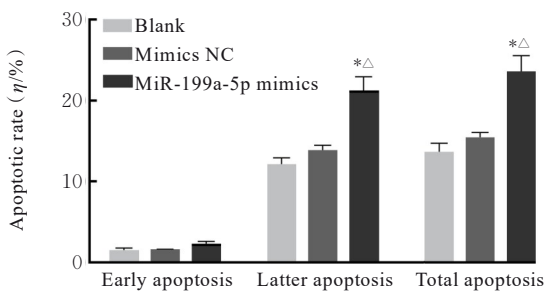 30
Blank
Mimics NC
MiR-199a-5p mimics
*△
*△
20
10
0
Apoptotic rate (η/%)
Early apoptosis
Latter apoptosis
Total apoptosis